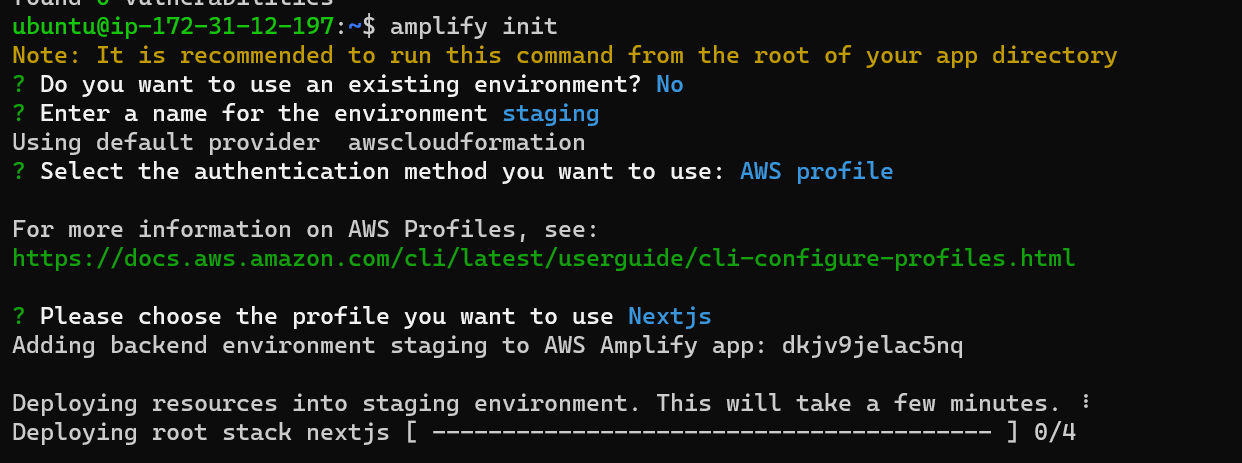 found 0 vulnerabilities
ubuntu@ip-172-31-12-197:~$ amplify init
Note: It is recommended to run this command from the root of your app directory
? Do you want to use an existing environment? No
? Enter a name for the environment staging
Using default provider  awscloudformation
? Select the authentication method you want to use: AWS profile
For more information on AWS Profiles, see:
https://docs.aws.amazon.com/cli/latest/userguide/cli-configure-profiles.html
? Please choose the profile you want to use Nextjs
Adding backend environment staging to AWS Amplify app: dkjv9jelac5nq
Deploying resources into staging environment. This will take a few minutes. ⠇
Deploying root stack nextjs [ ---------------------------------------- ] 0/4